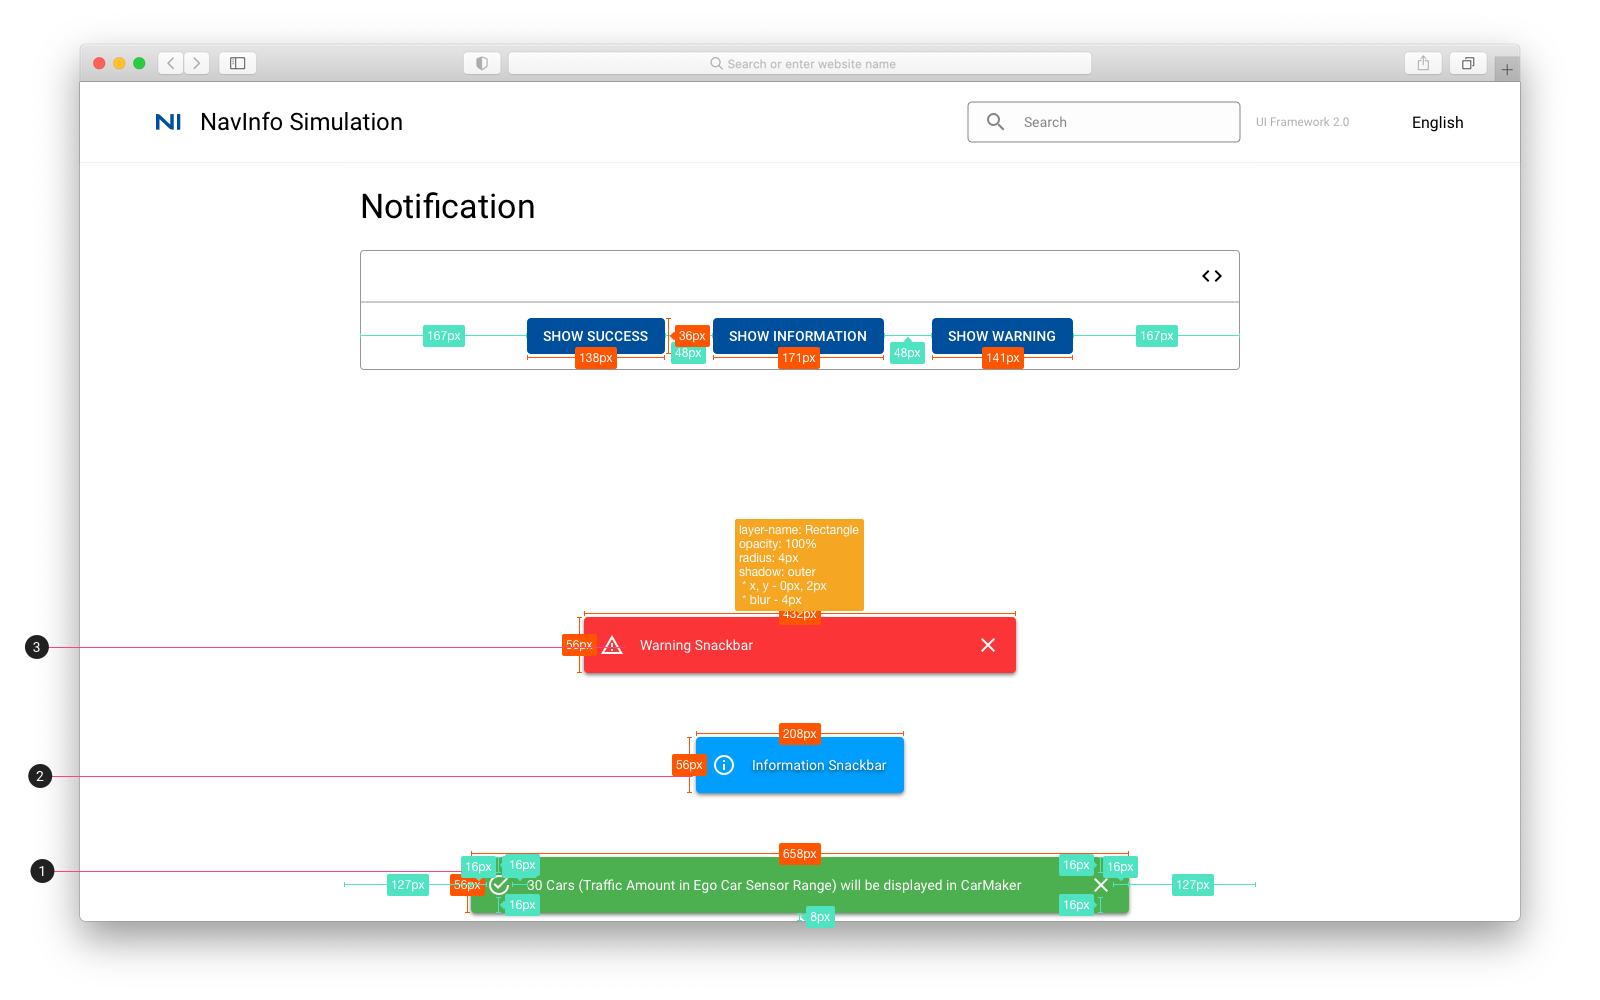 Search or enter website name
NI NavInfo Simulation
Search
UI Framework 2.0
English
Notification
167px
SHOW SUCCESS
36px
48px
SHOW INFORMATION
48px
SHOW WARNING
167px
138px
171px
141px
layer-name: Rectangle
opacity: 100%
radius: 4px
shadow: outer
* x, y - 0px, 2px
* blur - 4px
432px
3
56px
Warning Snackbar
208px
2
56px
Information Snackbar
658px
1
16px
16px
16px
16px
127px
56px
30 Cars (Traffic Amount in Ego Car Sensor Range) will be displayed in CarMaker
127px
16px
16px
8px